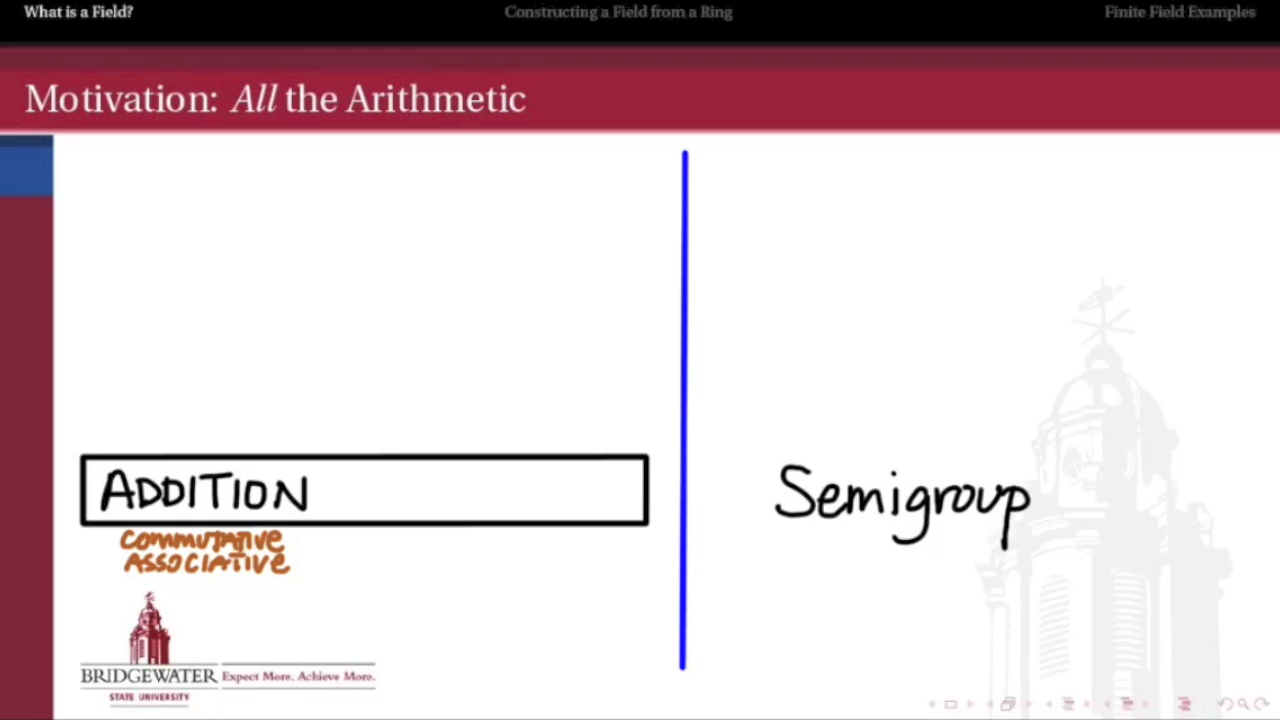 What is a Field?
Constructing a Field from a Ring
Finite Field Examples
Motivation: All the Arithmetic
ADDITION
COMMUTATIVE
ASSOCIATIVE
Semigroup
BRIDGEWATER
STATE UNIVERSITY
Expect More. Achieve More.